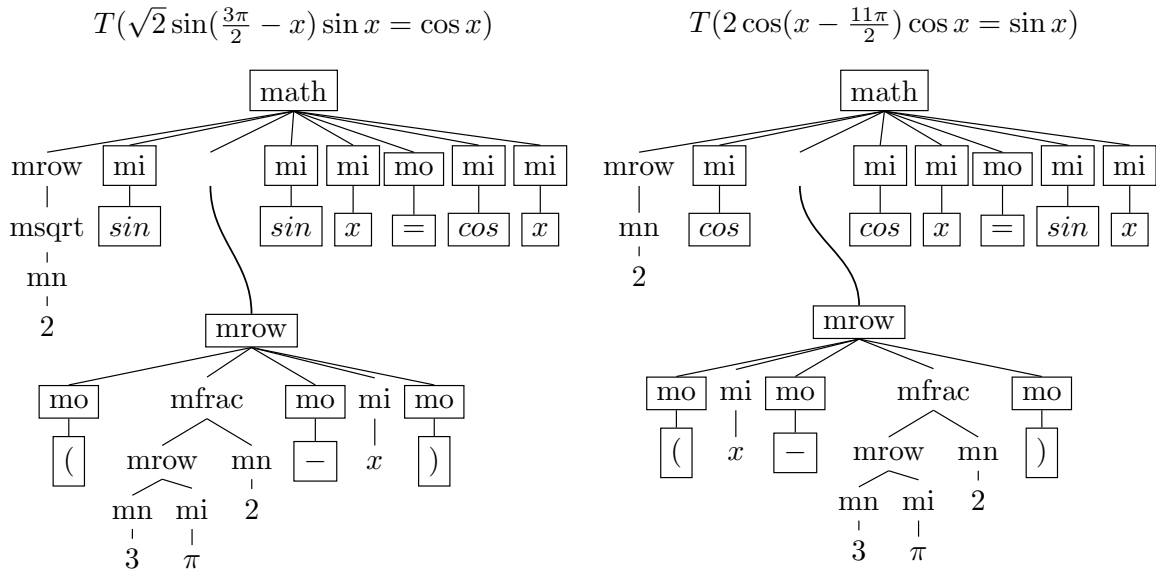 T(√2 sin(3π/2 − x) sin x = cos x) T(2 cos(x − 11π/2) cos x = sin x)
math math
mrow mi mi mi mo mi mi mrow mi mi mi mo mi mi
msqrt sin sin x = cos x mn cos cos x = sin x
mn 2
2
mrow mrow
mo mfrac mo mi mo mo mi mo mfrac mo
( mrow mn − x ) ( x − mrow mn )
mn mi 2 mn mi 2
3 π 3 π